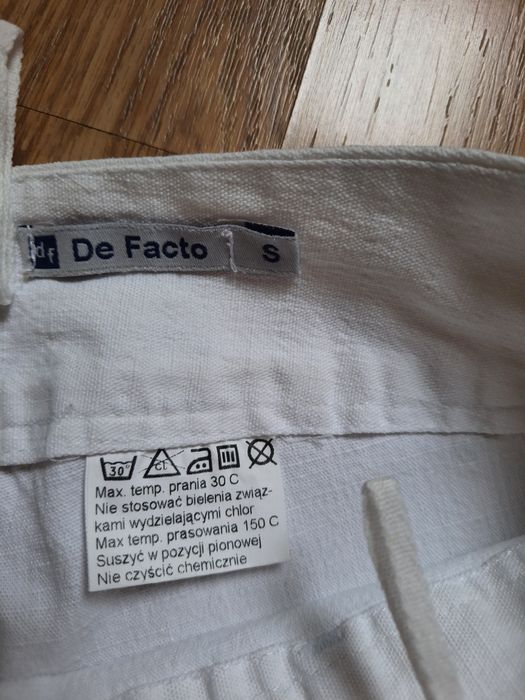 df De Facto S
30° cl
Max. temp. prania 30 C
Nie stosować bielenia związ-
kami wydzielającymi chlor
Max temp. prasowania 150 C
Suszyć w pozycji pionowej
Nie czyścić chemicznie